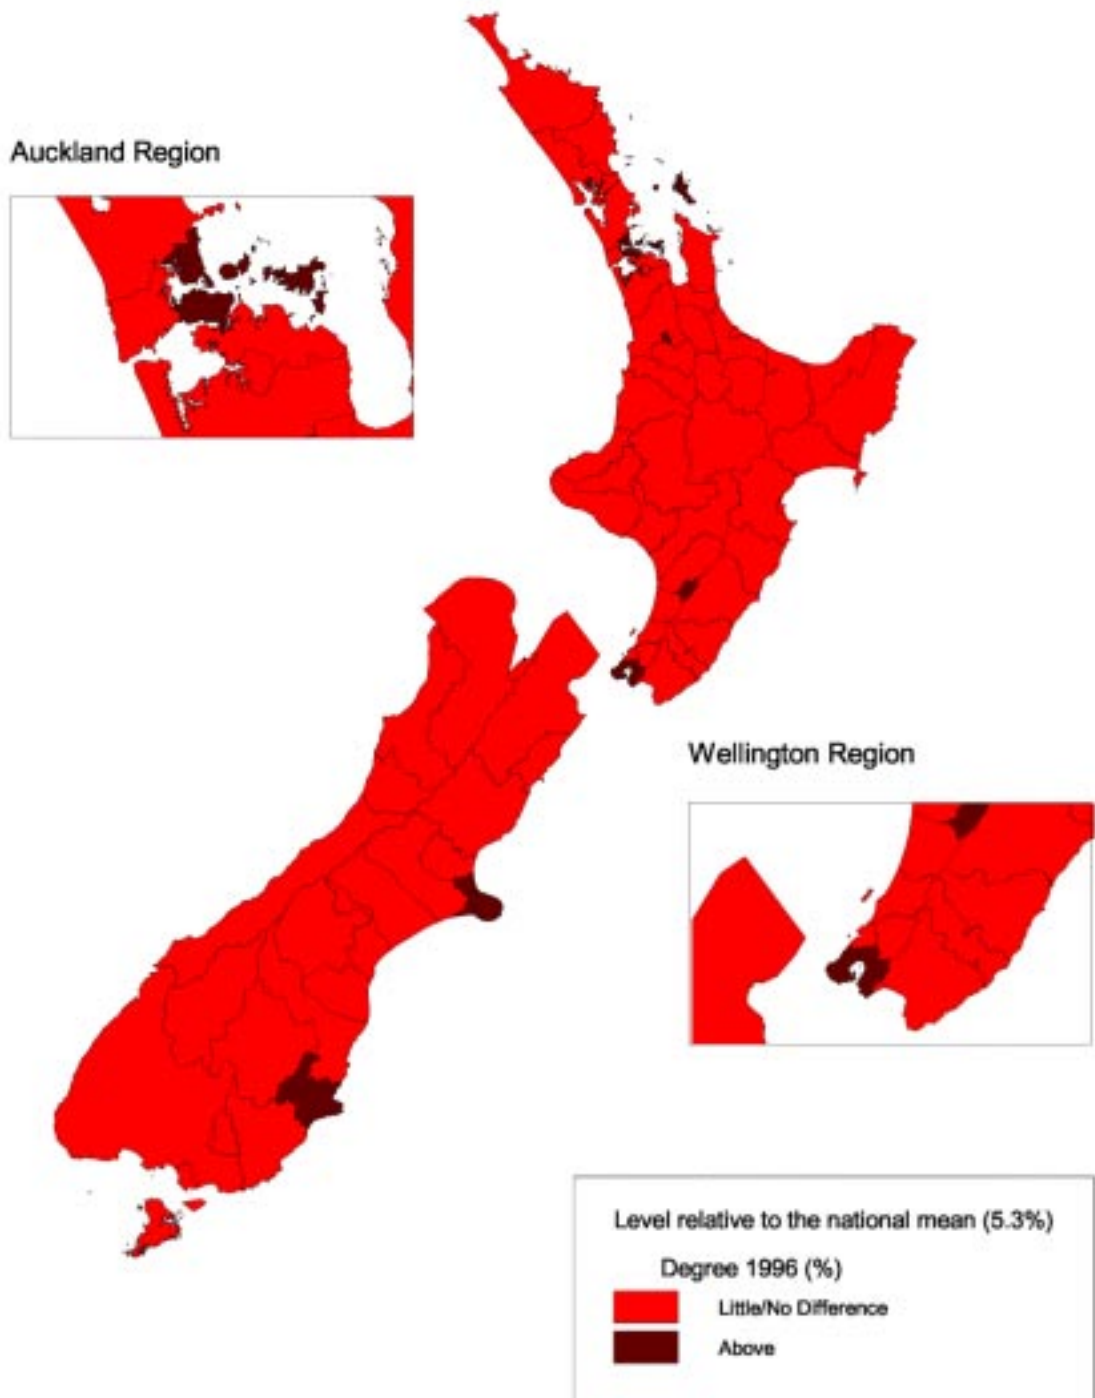 Auckland Region
Wellington Region
Level relative to the national mean (5.3%)
Degree 1996 (%)
Little/No Difference
Above